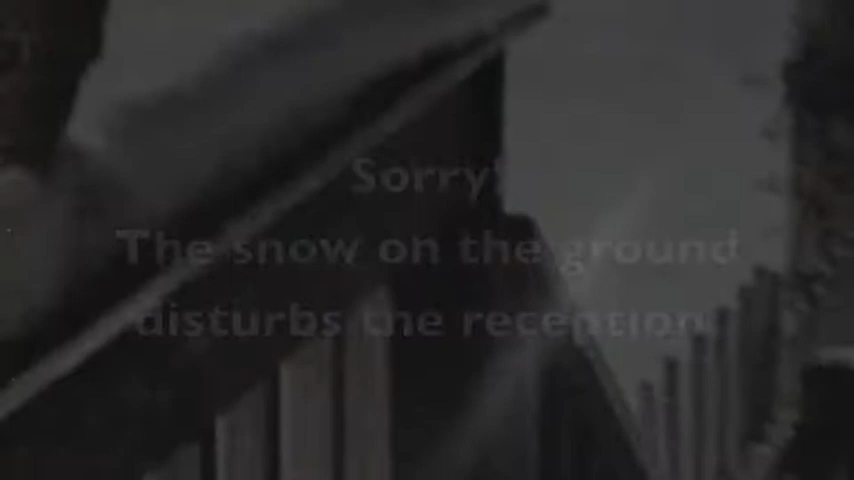 Sorry!
The snow on the ground
disturbs the reception